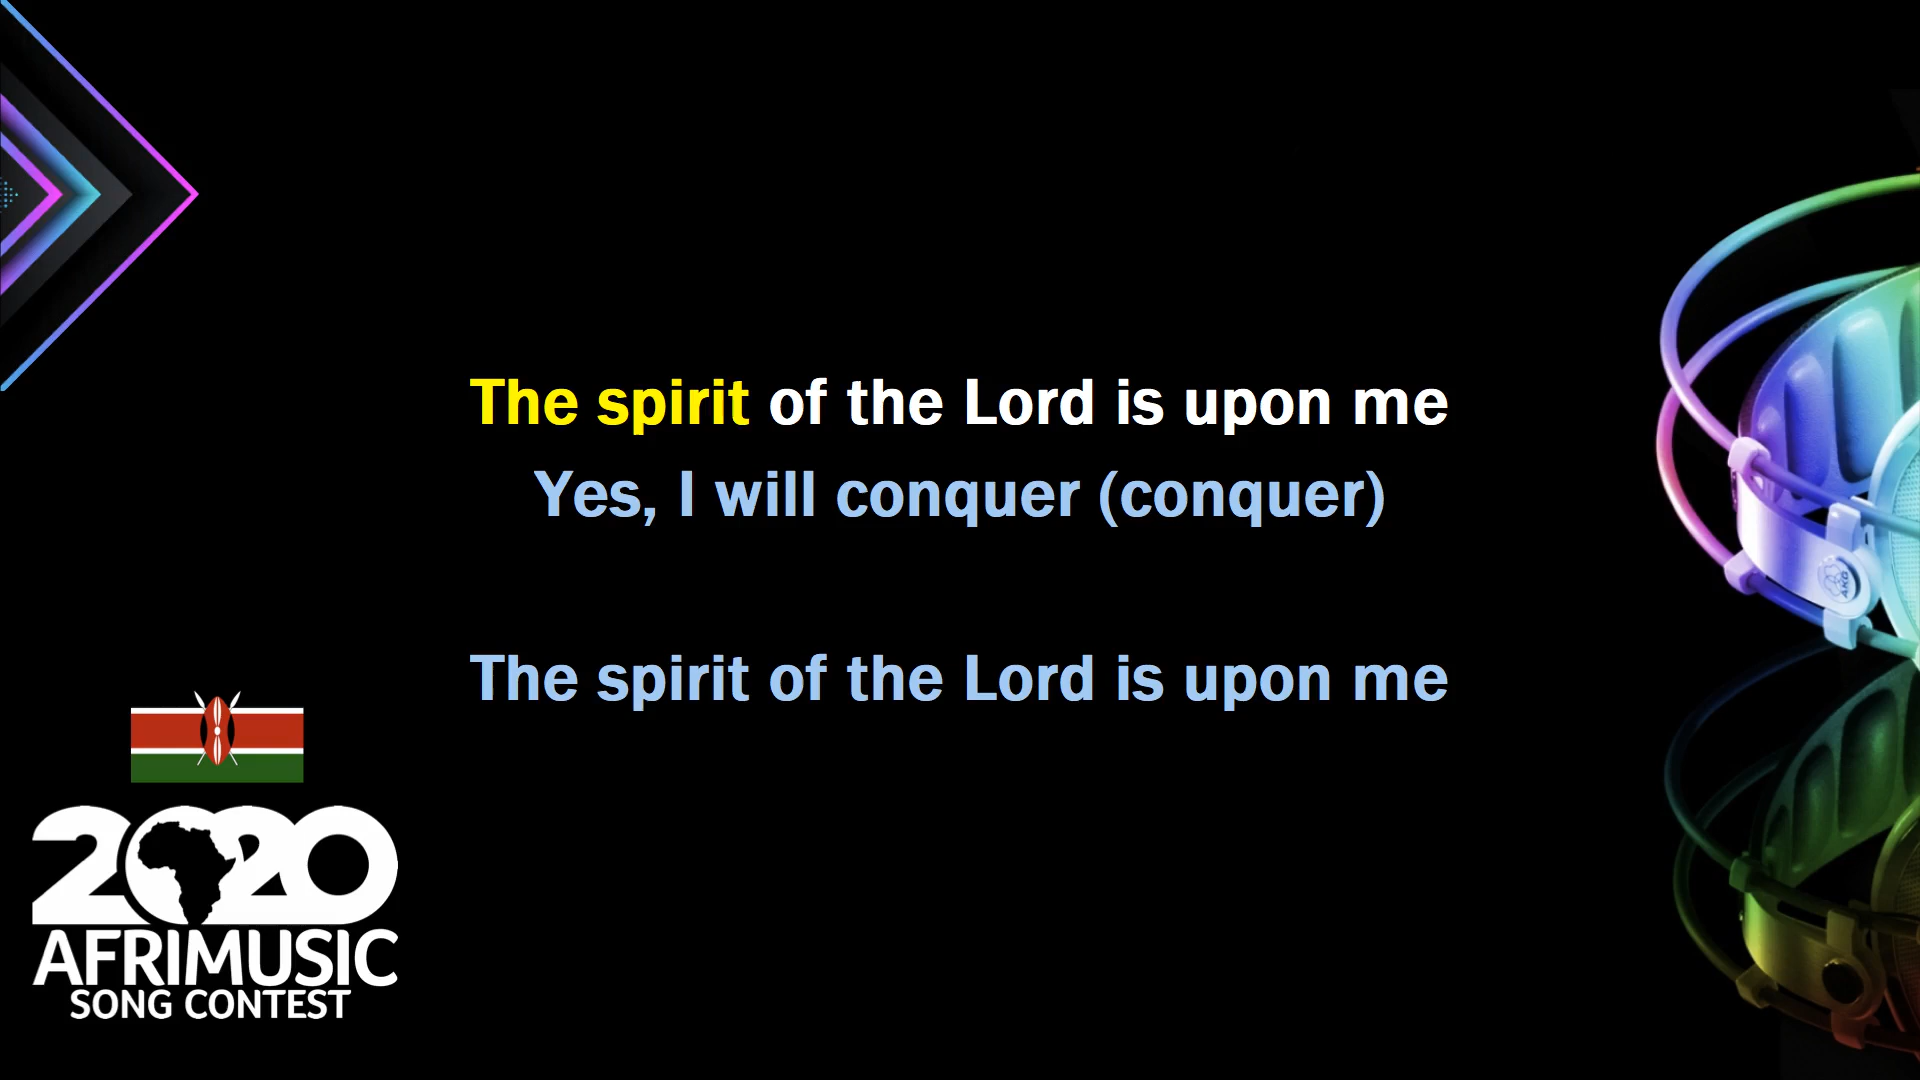 The spirit of the Lord is upon me
Yes, I will conquer (conquer)
The spirit of the Lord is upon me
2020
AFRIMUSIC
SONG CONTEST
AKG